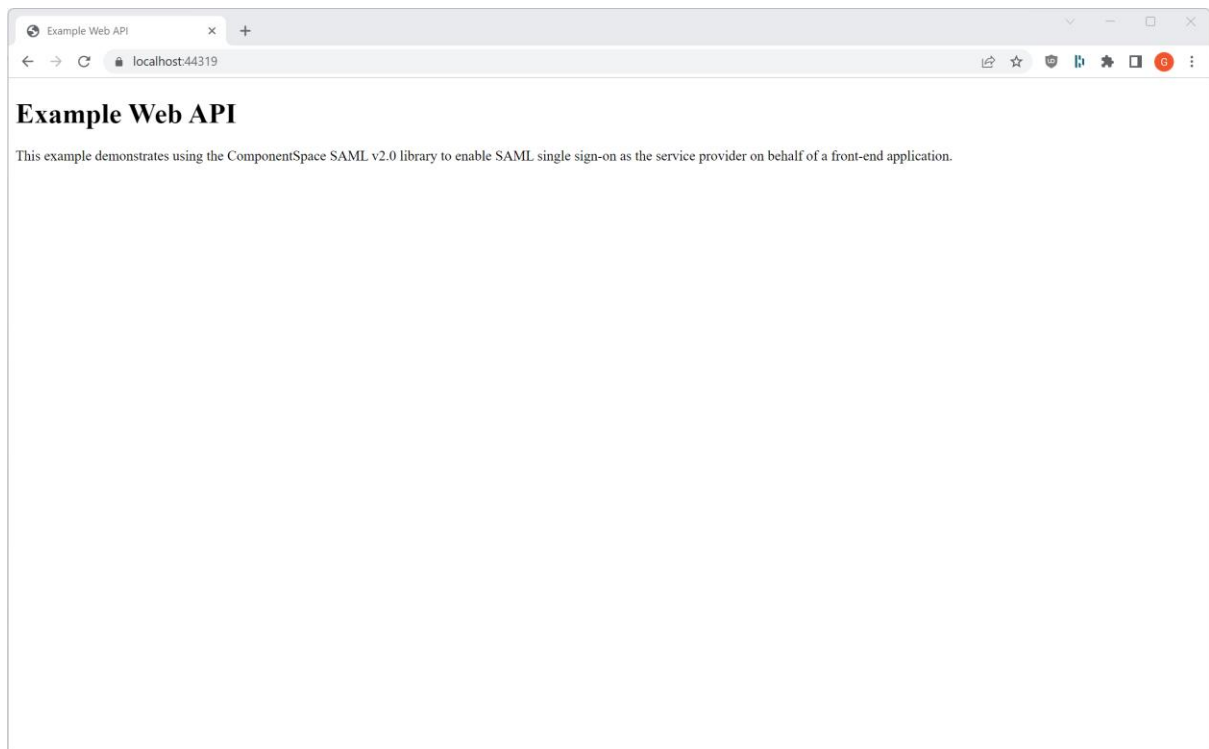 Example Web API
localhost:44319
G
Example Web API
This example demonstrates using the ComponentSpace SAML v2.0 library to enable SAML single sign-on as the service provider on behalf of a front-end application.